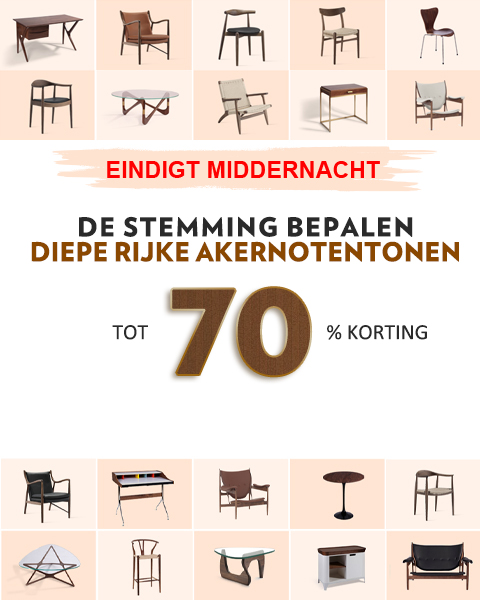 EINDIGT MIDDERNACHT
DE STEMMING BEPALEN
DIEPE RIJKE AKERNOTENTONEN
TOT 70 % KORTING